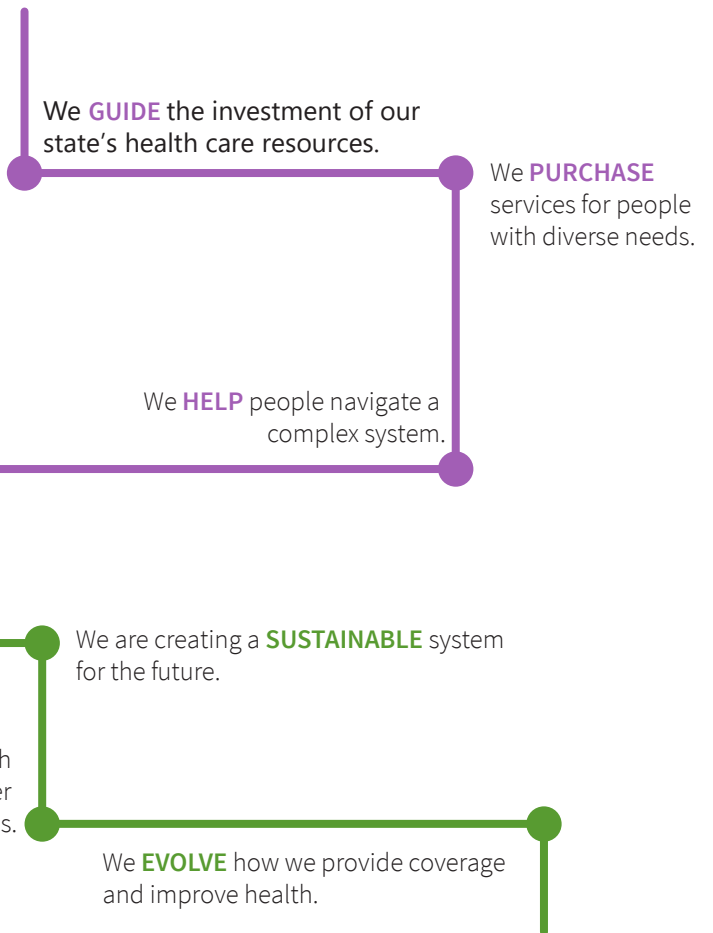 We GUIDE the investment of our
state's health care resources.
We PURCHASE
services for people
with diverse needs.
We HELP people navigate a
complex system.
We are creating a SUSTAINABLE system
for the future.
We EVOLVE how we provide coverage
and improve health.